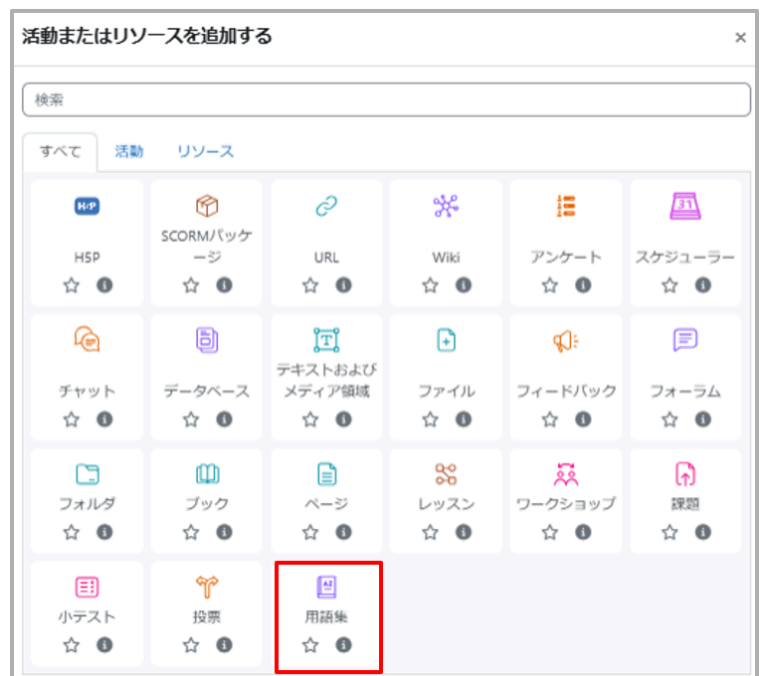 活動またはリソースを追加する ×
検索
すべて 活動 リソース
H5P
SCORMパッケ
ージ
URL
Wiki
アンケート
31
スケジューラー
チャット
データベース
T
テキストおよび
メディア領域
ファイル
フィードバック
フォーラム
フォルダ
ブック
ページ
レッスン
ワークショップ
課題
小テスト
投票
AZ
用語集